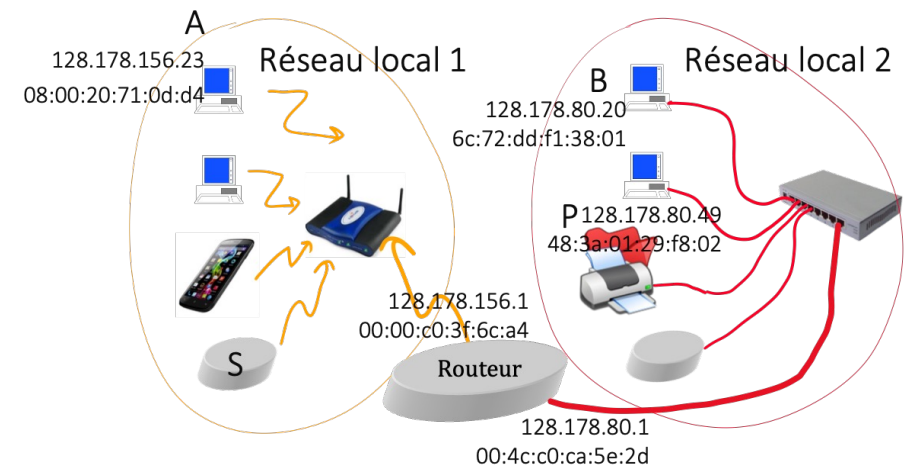 A
128.178.156.23
08:00:20:71:0d:d4
Réseau local 1
Réseau local 2
B
128.178.80.20
6c:72:dd:f1:38:01
P
128.178.80.49
48:3a:01:29:f8:02
128.178.156.1
00:00:c0:3f:6c:a4
S
Routeur
128.178.80.1
00:4c:c0:ca:5e:2d